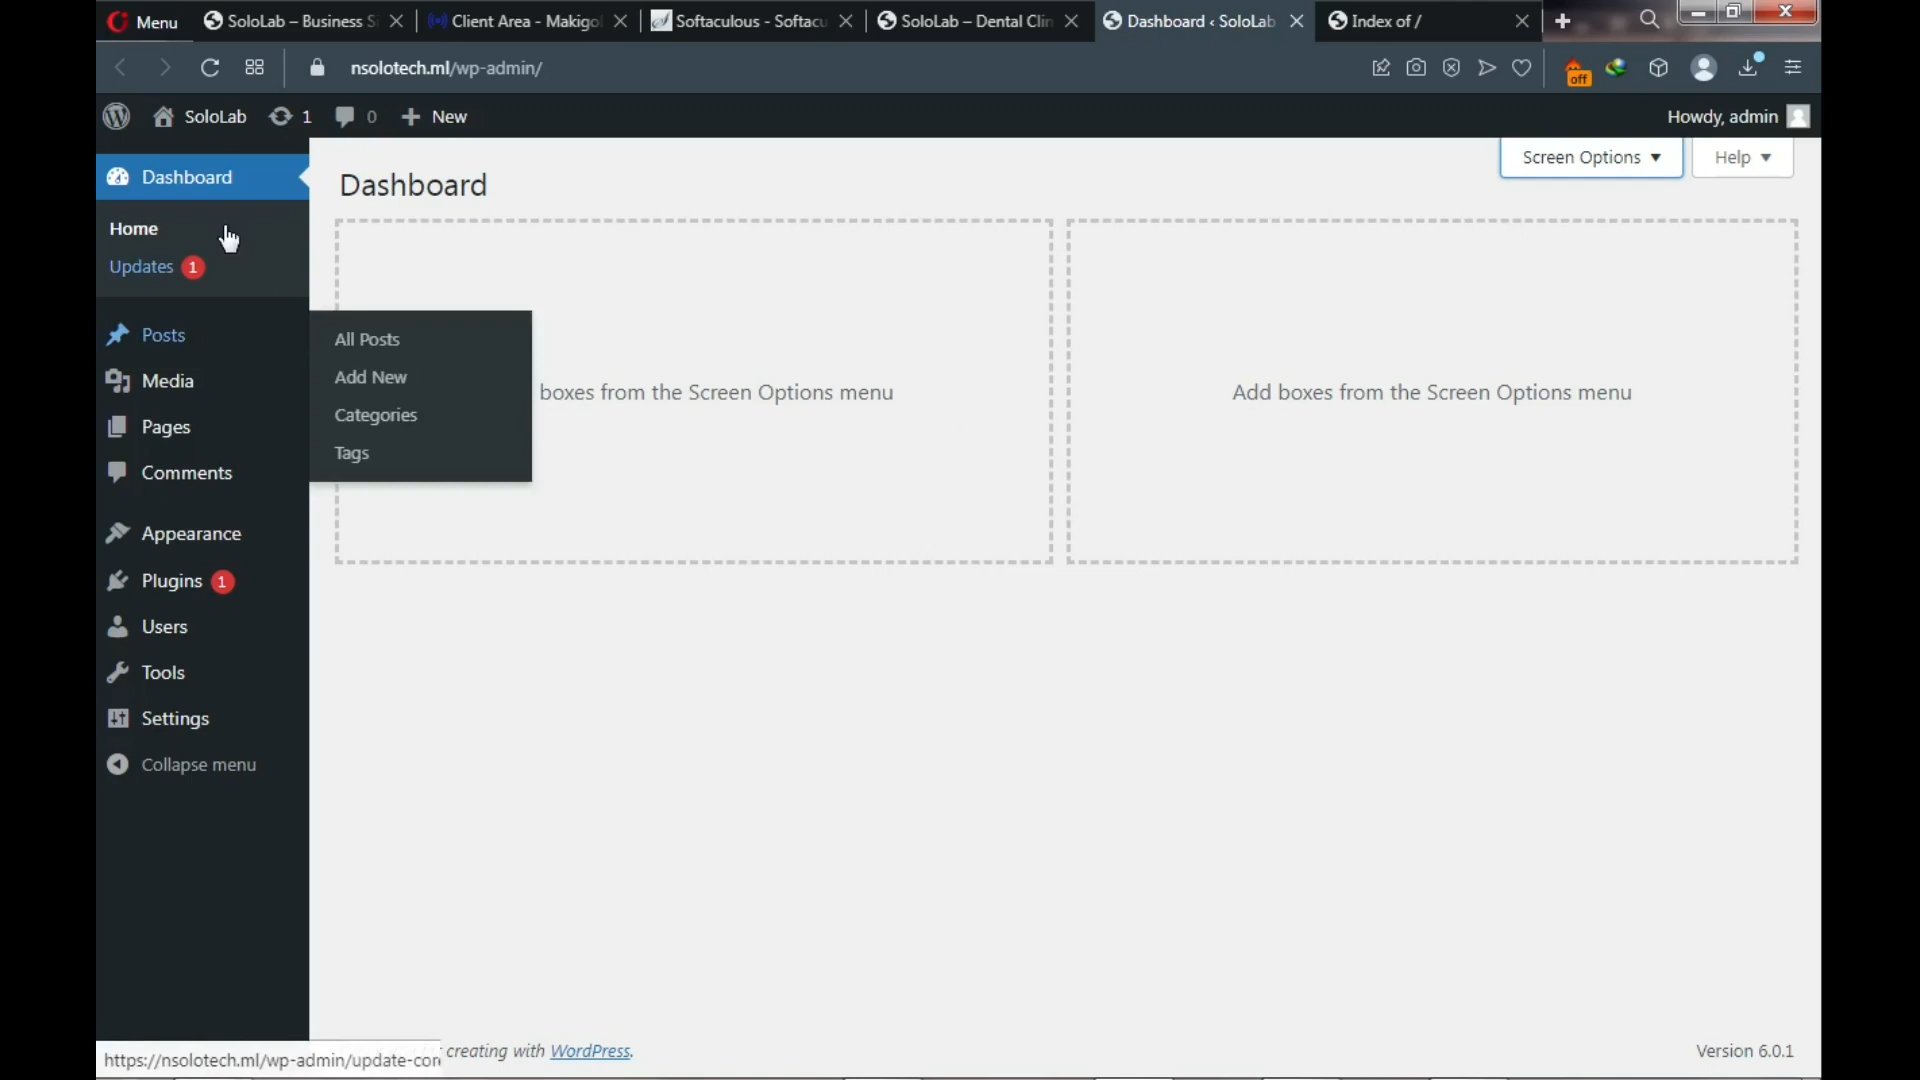 Menu
SoloLab – Business S
Client Area - Makigo
Softaculous - Softacu
SoloLab – Dental Clin
Dashboard ‹ SoloLab
Index of /
nsolotech.ml/wp-admin/
off
SoloLab
1
0
New
Howdy, admin
Screen Options
Help
Dashboard
Dashboard
Home
Updates 1
Posts
Media
Pages
Comments
Appearance
Plugins 1
Users
Tools
Settings
Collapse menu
All Posts
Add New
Categories
Tags
boxes from the Screen Options menu
Add boxes from the Screen Options menu
https://nsolotech.ml/wp-admin/update-cor
creating with WordPress.
Version 6.0.1